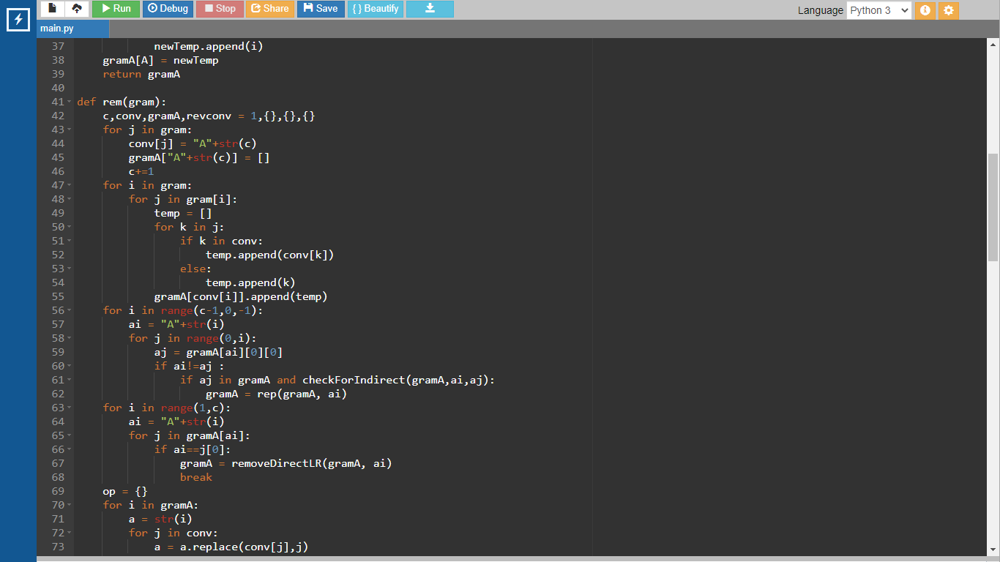 Run Debug Stop Share Save { } Beautify Language Python 3
main.py
37                 newTemp.append(i)
38     gramA[A] = newTemp
39     return gramA
40
41 def rem(gram):
42     c,conv,gramA,revconv = 1,{},{},{}
43     for j in gram:
44         conv[j] = "A"+str(c)
45         gramA["A"+str(c)] = []
46         c+=1
47     for i in gram:
48         for j in gram[i]:
49             temp = []
50             for k in j:
51                 if k in conv:
52                     temp.append(conv[k])
53                 else:
54                     temp.append(k)
55             gramA[conv[i]].append(temp)
56     for i in range(c-1,0,-1):
57         ai = "A"+str(i)
58         for j in range(0,i):
59             aj = gramA[ai][0][0]
60             if ai!=aj :
61                 if aj in gramA and checkForIndirect(gramA,ai,aj):
62                     gramA = rep(gramA, ai)
63     for i in range(1,c):
64         ai = "A"+str(i)
65         for j in gramA[ai]:
66             if ai==j[0]:
67                 gramA = removeDirectLR(gramA, ai)
68                 break
69     op = {}
70     for i in gramA:
71         a = str(i)
72         for j in conv:
73             a = a.replace(conv[j],j)